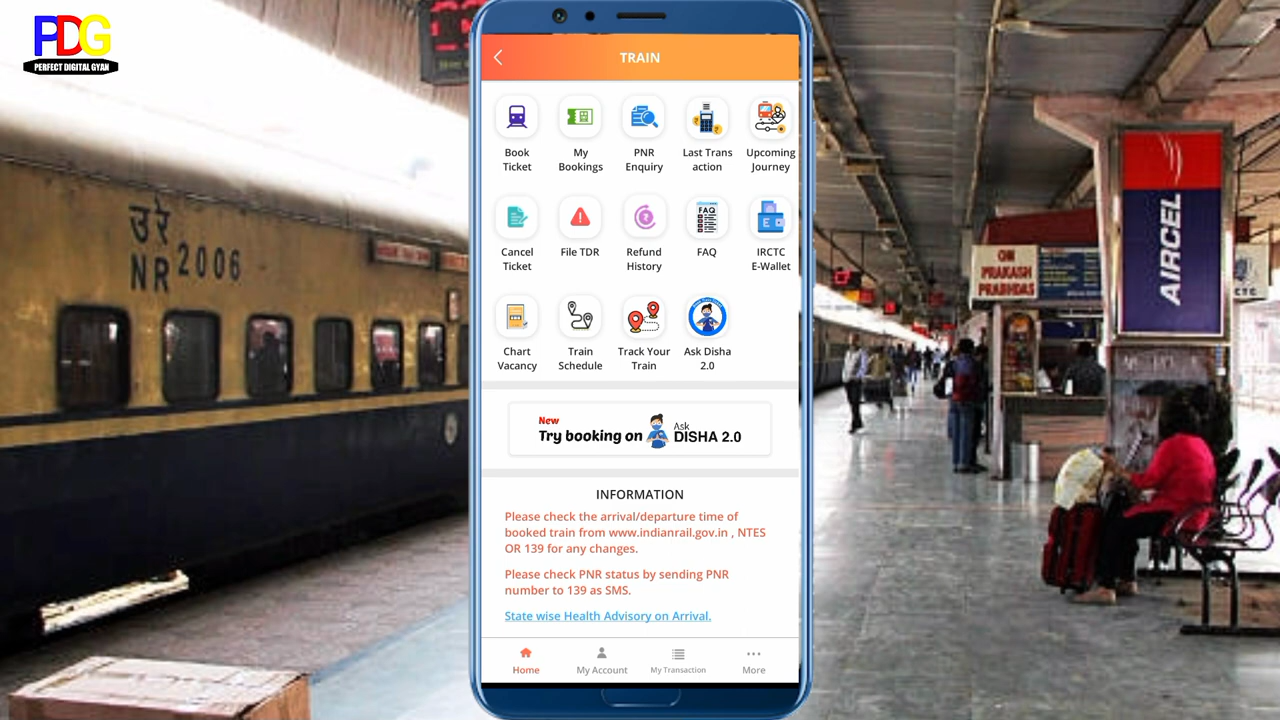 PDG
PERFECT DIGITAL GYAN
उरे
NR 2006
TRAIN
Book
Ticket
My
Bookings
PNR
Enquiry
Last Trans
action
Upcoming
Journey
Cancel
Ticket
File TDR
Refund
History
FAQ
FAQ
IRCTC
E-Wallet
Chart
Vacancy
Train
Schedule
Track Your
Train
Ask Disha
2.0
New
Try booking on Ask DISHA 2.0
INFORMATION
Please check the arrival/departure time of
booked train from www.indianrail.gov.in , NTES
OR 139 for any changes.
Please check PNR status by sending PNR
number to 139 as SMS.
State wise Health Advisory on Arrival.
Home
My Account
My Transaction
More
OM
PRAKASH
PRABHDAS
AIRCEL